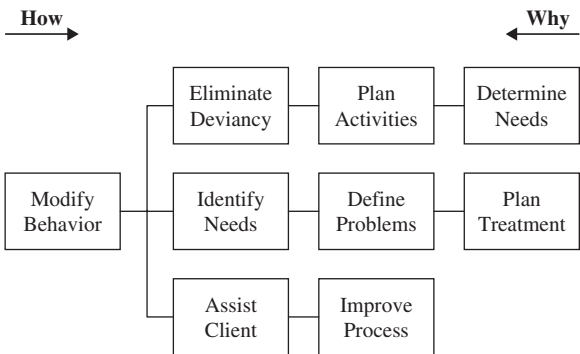 How
Why
Eliminate
Deviancy
Plan
Activities
Determine
Needs
Modify
Behavior
Identify
Needs
Define
Problems
Plan
Treatment
Assist
Client
Improve
Process